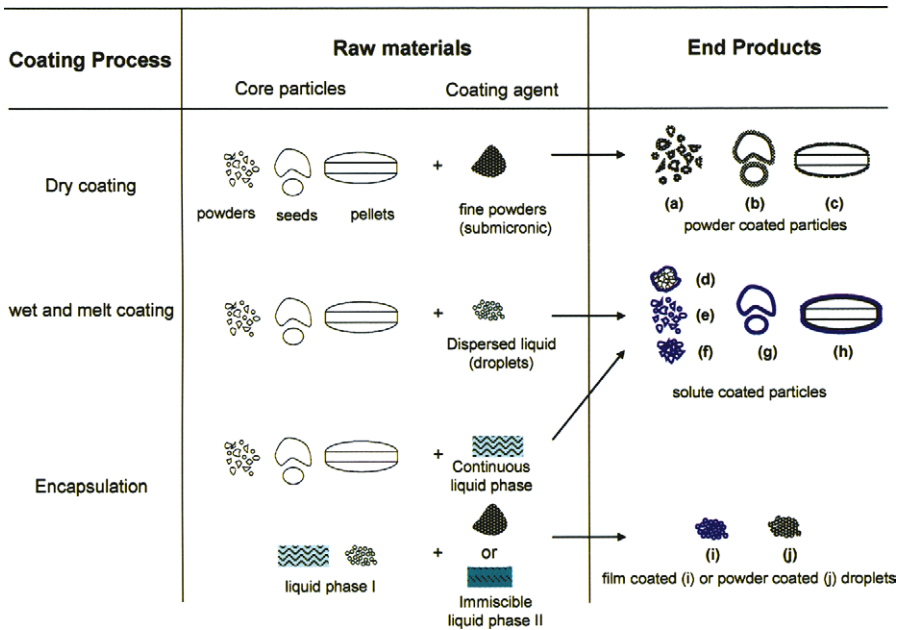 Coating Process
Raw materials
End Products
Core particles
Coating agent
Dry coating
powders
seeds
pellets
+
fine powders
(submicronic)
(a)
(b)
(c)
powder coated particles
wet and melt coating
+
Dispersed liquid
(droplets)
(d)
(e)
(f)
(g)
(h)
solute coated particles
Encapsulation
+
Continuous
liquid phase
liquid phase I
+
or
Immiscible
liquid phase II
(i)
(j)
film coated (i) or powder coated (j) droplets